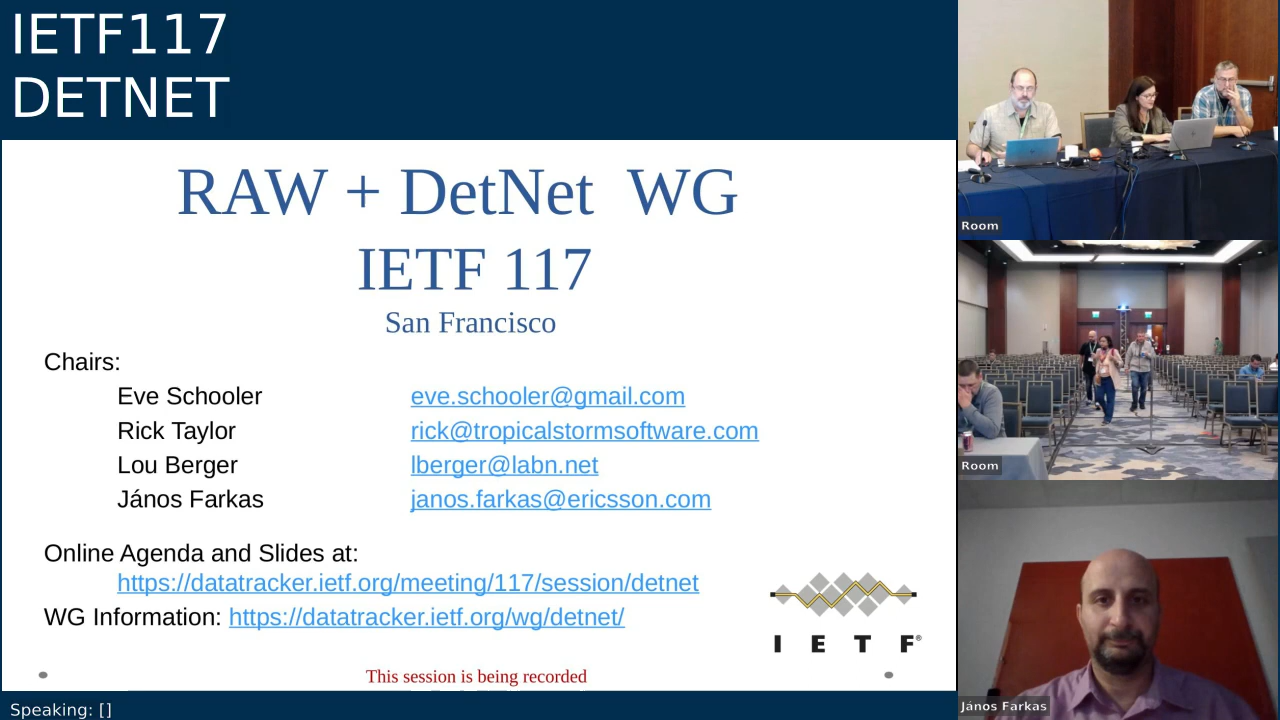 IETF117
DETNET
RAW + DetNet WG
IETF 117
San Francisco
Chairs:
Eve Schooler eve.schooler@gmail.com
Rick Taylor rick@tropicalstormsoftware.com
Lou Berger lberger@labn.net
János Farkas janos.farkas@ericsson.com
Online Agenda and Slides at:
https://datatracker.ietf.org/meeting/117/session/detnet
WG Information: https://datatracker.ietf.org/wg/detnet/
I E T F®
This session is being recorded
Speaking: []
Room
Room
János Farkas